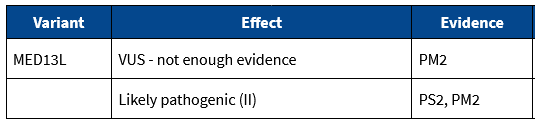 Variant Effect Evidence
MED13L VUS - not enough evidence PM2
Likely pathogenic (II) PS2, PM2